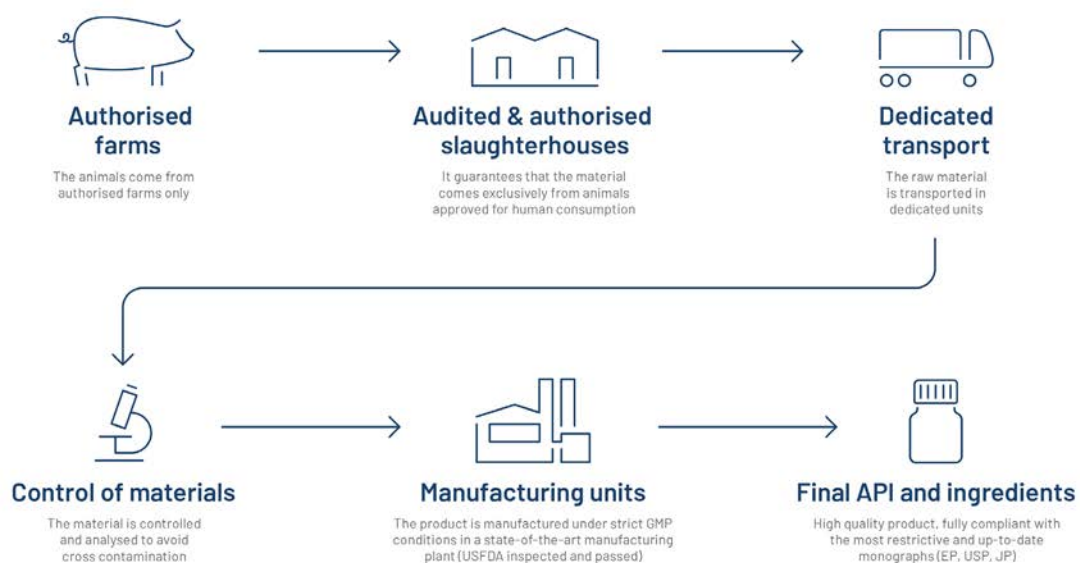 Authorised
farms
The animals come from
authorised farms only
Audited & authorised
slaughterhouses
It guarantees that the material
comes exclusively from animals
approved for human consumption
Dedicated
transport
The raw material
is transported in
dedicated units
Control of materials
The material is controlled
and analysed to avoid
cross contamination
Manufacturing units
The product is manufactured under strict GMP
conditions in a state-of-the-art manufacturing
plant (USFDA inspected and passed)
Final API and ingredients
High quality product, fully compliant with
the most restrictive and up-to-date
monographs (EP, USP, JP)